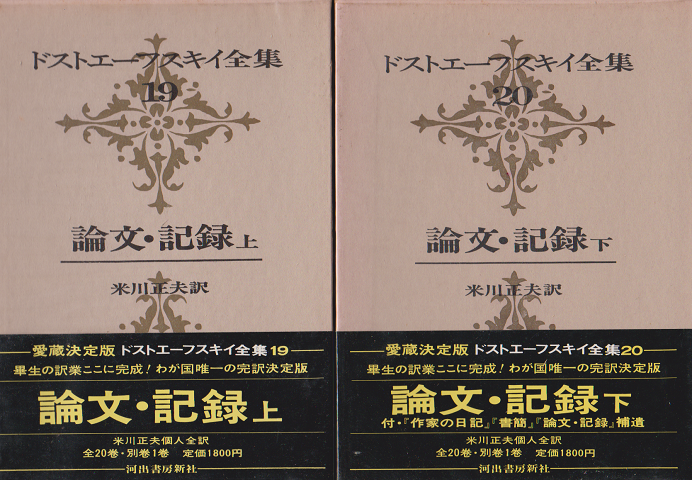 ドストエーフスキイ全集
19
論文・記録 上
米川正夫訳
愛蔵決定版 ドストエーフスキイ全集19
畢生の訳業ここに完成!わが国唯一の完訳決定版
論文・記録 上
米川正夫個人全訳
全20巻・別巻1巻 定価1800円
河出書房新社
ドストエーフスキイ全集
20
論文・記録 下
米川正夫訳
愛蔵決定版 ドストエーフスキイ全集20
畢生の訳業ここに完成!わが国唯一の完訳決定版
論文・記録 下
付・『作家の日記』『書簡』『論文・記録』補遺
米川正夫個人全訳
全20巻・別巻1巻 定価1800円
河出書房新社